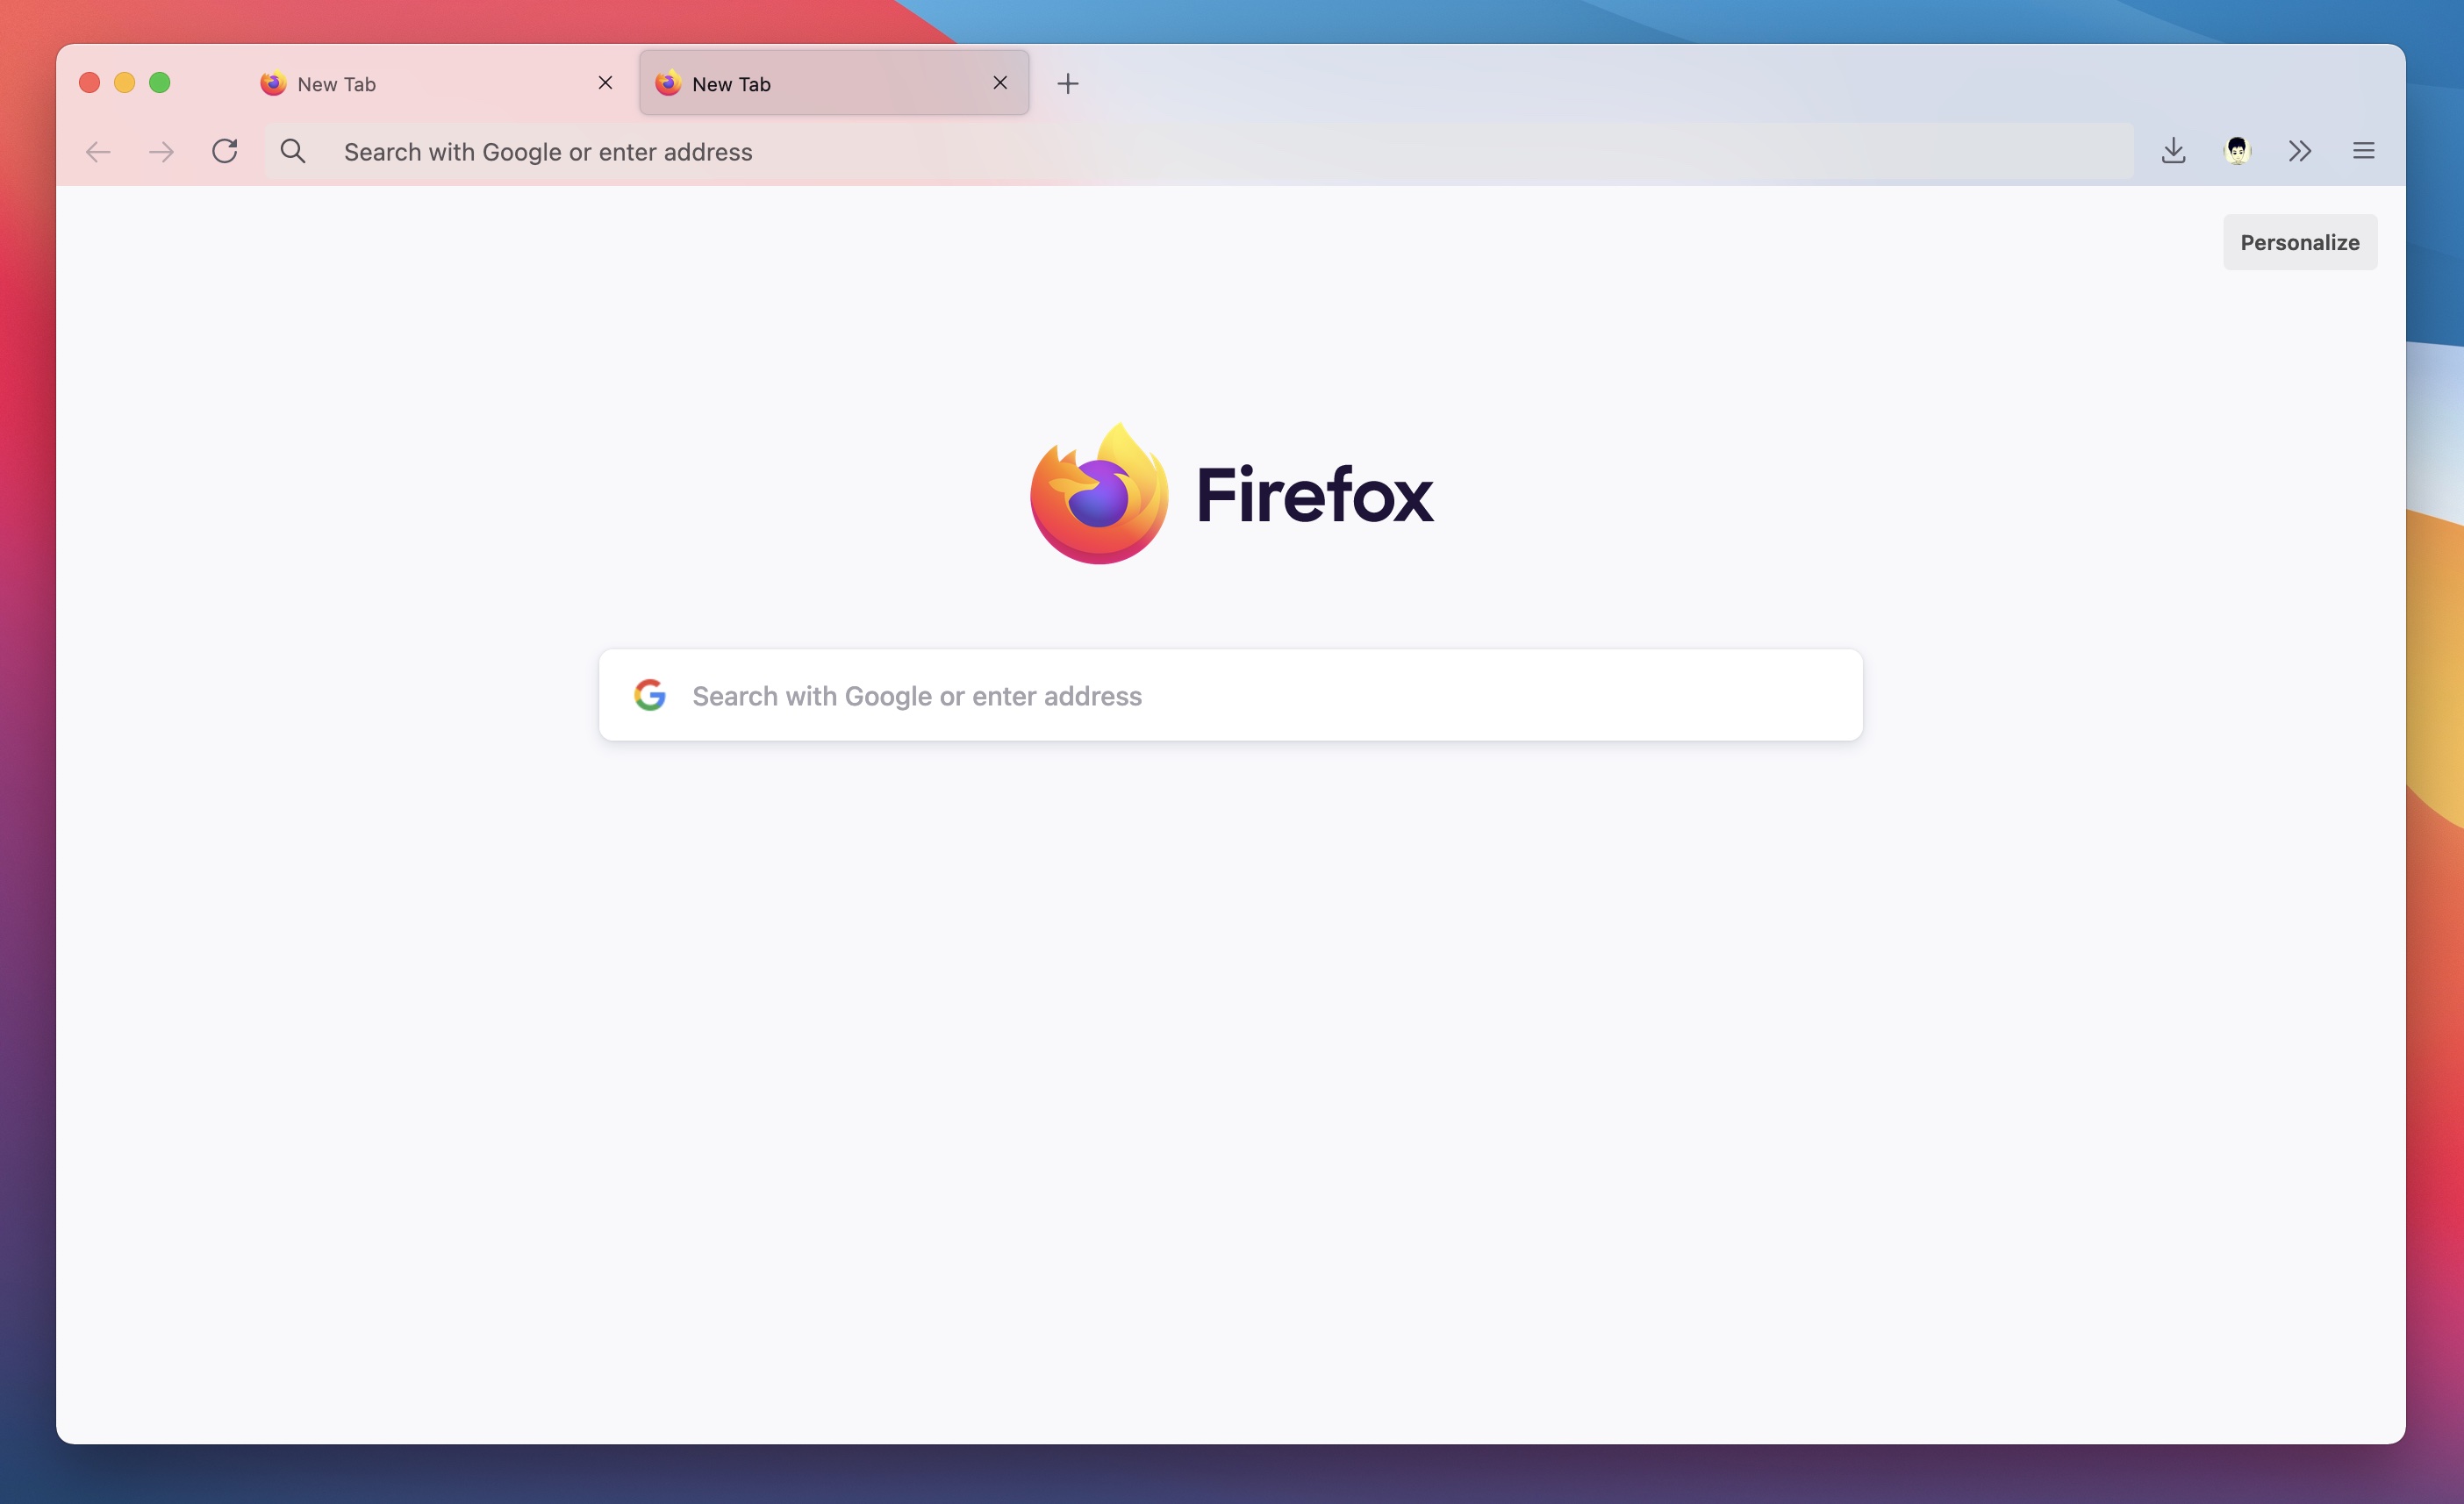 New Tab
New Tab
Search with Google or enter address
Personalize
Firefox
Search with Google or enter address